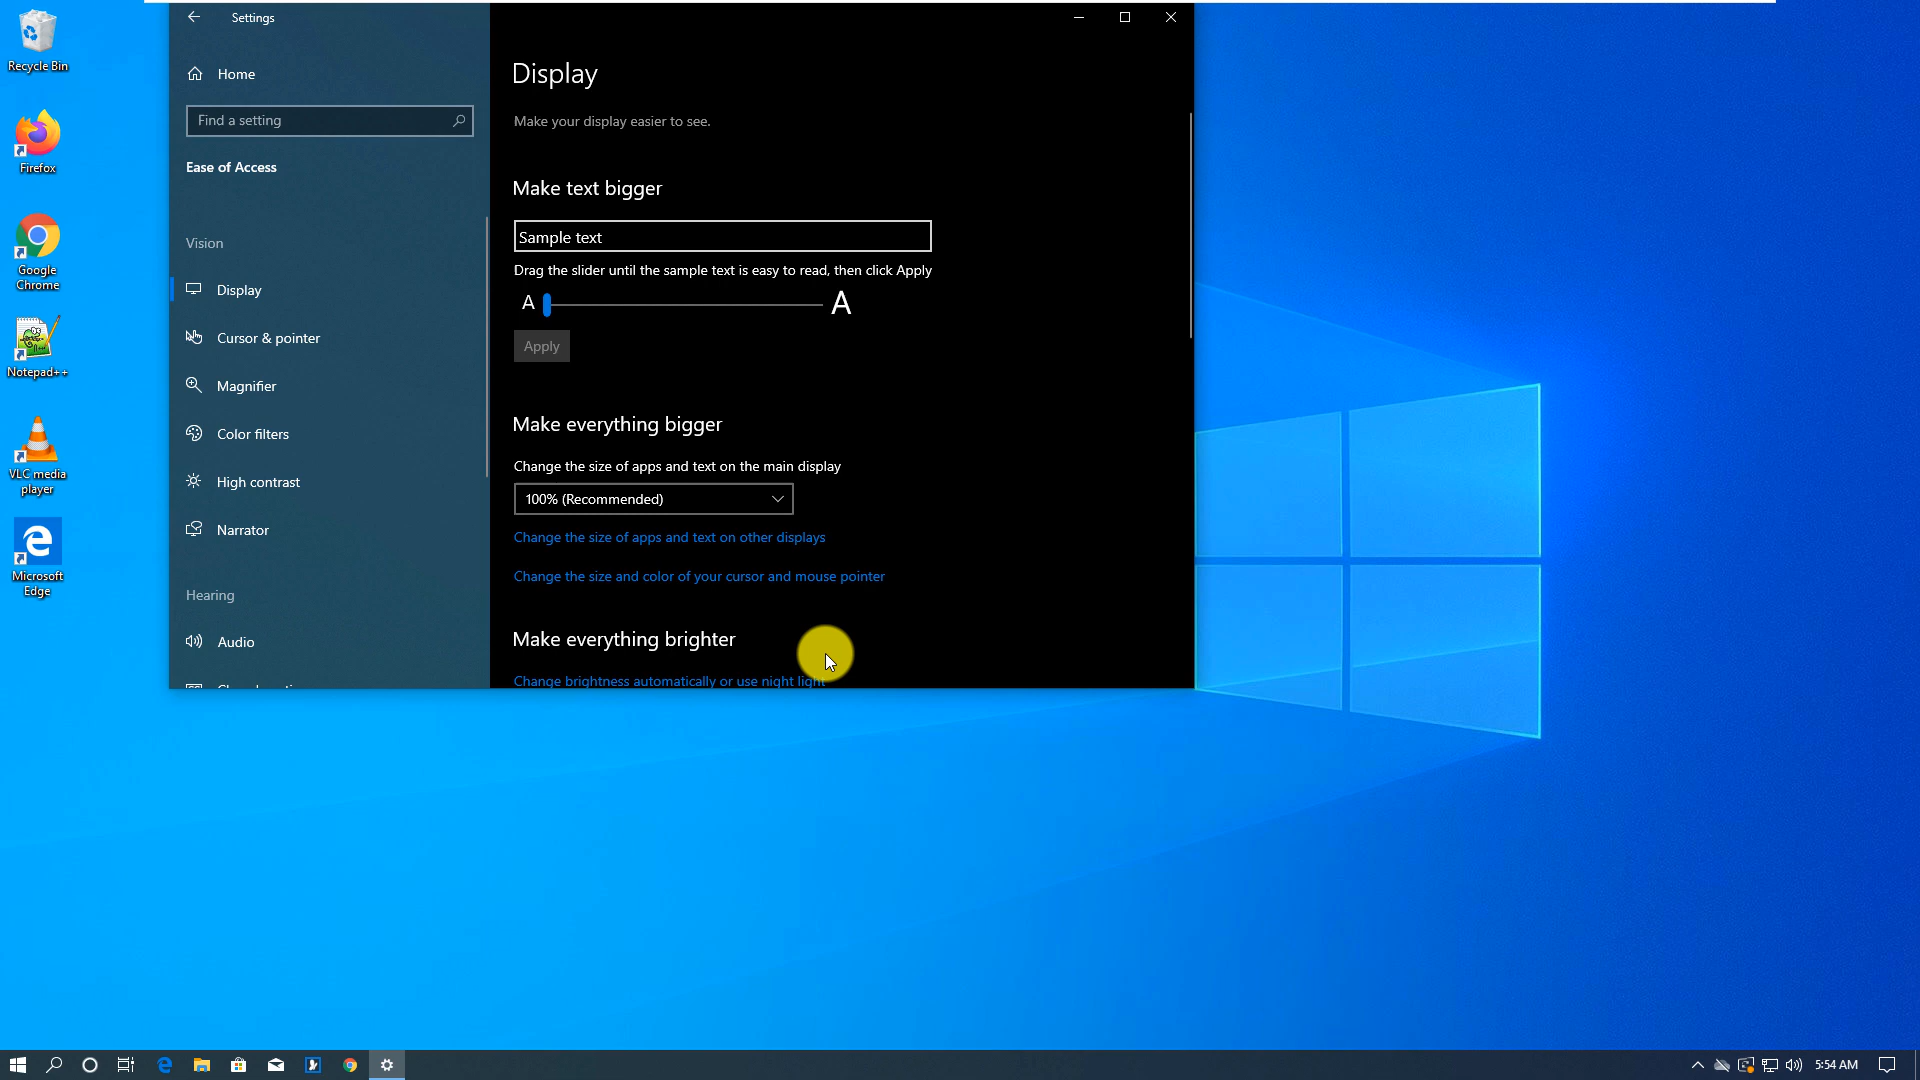 Recycle Bin
Firefox
Google
Chrome
Notepad++
VLC media
player
Microsoft
Edge
Settings
Home
Find a setting
Ease of Access
Vision
Display
Cursor & pointer
Magnifier
Color filters
High contrast
Narrator
Hearing
Audio
Display
Make your display easier to see.
Make text bigger
Sample text
Drag the slider until the sample text is easy to read, then click Apply
A A
Apply
Make everything bigger
Change the size of apps and text on the main display
100% (Recommended)
Change the size of apps and text on other displays
Change the size and color of your cursor and mouse pointer
Make everything brighter
Change brightness automatically or use night light
5:54 AM